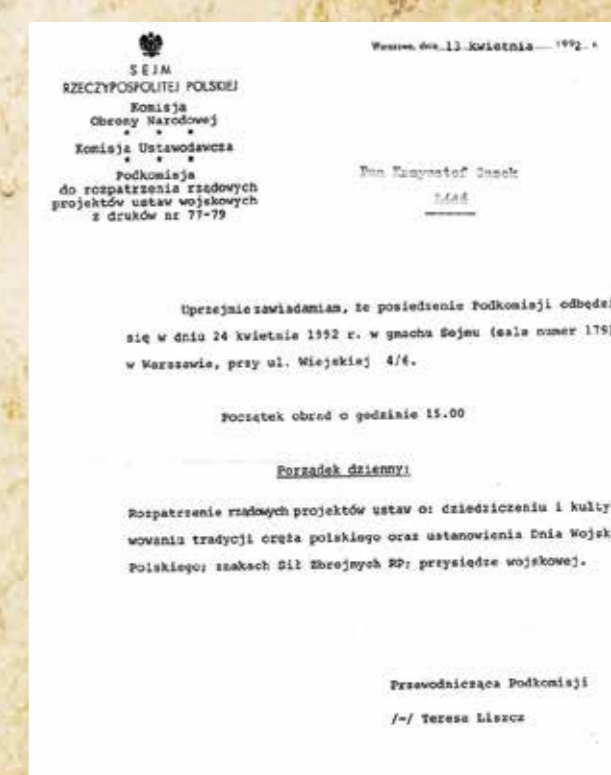 Warszawa, dnia 13 kwietnia 1992 r.
SEJM
RZECZYPOSPOLITEJ POLSKIEJ
Komisja
Obrony Narodowej
* * *
Komisja Ustawodawcza
* * *
Podkomisja
do rozpatrzenia rządowych
projektów ustaw wojskowych
z druków nr 77-79
Pan Krzysztof
Łódź
Uprzejmie zawiadamiam, że posiedzenie Podkomisji odbędzi
się w dniu 24 kwietnia 1992 r. w gmachu Sejmu (sala numer 179
w Warszawie, przy ul. Wiejskiej 4/6.
Początek obrad o godzinie 15.00
Porządek dzienny:
Rozpatrzenie rządowych projektów ustaw o: dziedziczeniu i kulty
wowaniu tradycji oręża polskiego oraz ustanowienia Dnia Wojsk
Polskiego; znakach Sił Zbrojnych RP; przysiędze wojskowej.
Przewodnicząca Podkomisji
/-/ Teresa Liszcz